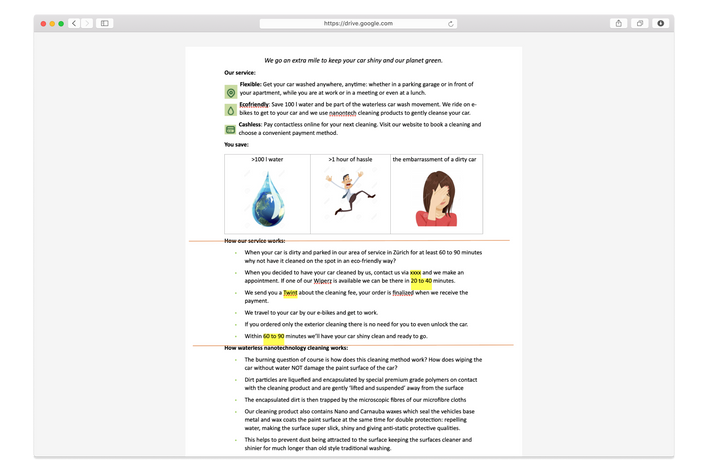 https://drive.google.com
We go an extra mile to keep your car shiny and our planet green.
Our service:
Flexible: Get your car washed anywhere, anytime: whether in a parking garage or in front of
your apartment, while you are at work or in a meeting or even at a lunch.
Ecofriendly: Save 100 l water and be part of the waterless car wash movement. We ride on e-
bikes to get to your car and we use nanontech cleaning products to gently cleanse your car.
Cashless: Pay contactless online for your next cleaning. Visit our website to book a cleaning and
choose a convenient payment method.
You save:
>100 l water
>1 hour of hassle
the embarrassment of a dirty car
How our service works:
When your car is dirty and parked in our area of service in Zürich for at least 60 to 90 minutes
why not have it cleaned on the spot in an eco-friendly way?
When you decided to have your car cleaned by us, contact us via xxxx and we make an
appointment. If one of our Wiperz is available we can be there in 20 to 40 minutes.
We send you a Twint about the cleaning fee, your order is finalized when we receive the
payment.
We travel to your car by our e-bikes and get to work.
If you ordered only the exterior cleaning there is no need for you to even unlock the car.
Within 60 to 90 minutes we'll have your car shiny clean and ready to go.
How waterless nanotechnology cleaning works:
The burning question of course is how does this cleaning method work? How does wiping the
car without water NOT damage the paint surface of the car?
Dirt particles are liquefied and encapsulated by special premium grade polymers on contact
with the cleaning product and are gently 'lifted and suspended' away from the surface
The encapsulated dirt is then trapped by the microscopic fibres of our microfibre cloths
Our cleaning product also contains Nano and Carnauba waxes which seal the vehicles base
metal and wax coats the paint surface at the same time for double protection: repelling
water, making the surface super slick, shiny and giving anti-static protective qualities.
This helps to prevent dust being attracted to the surface keeping the surfaces cleaner and
shinier for much longer than old style traditional washing.